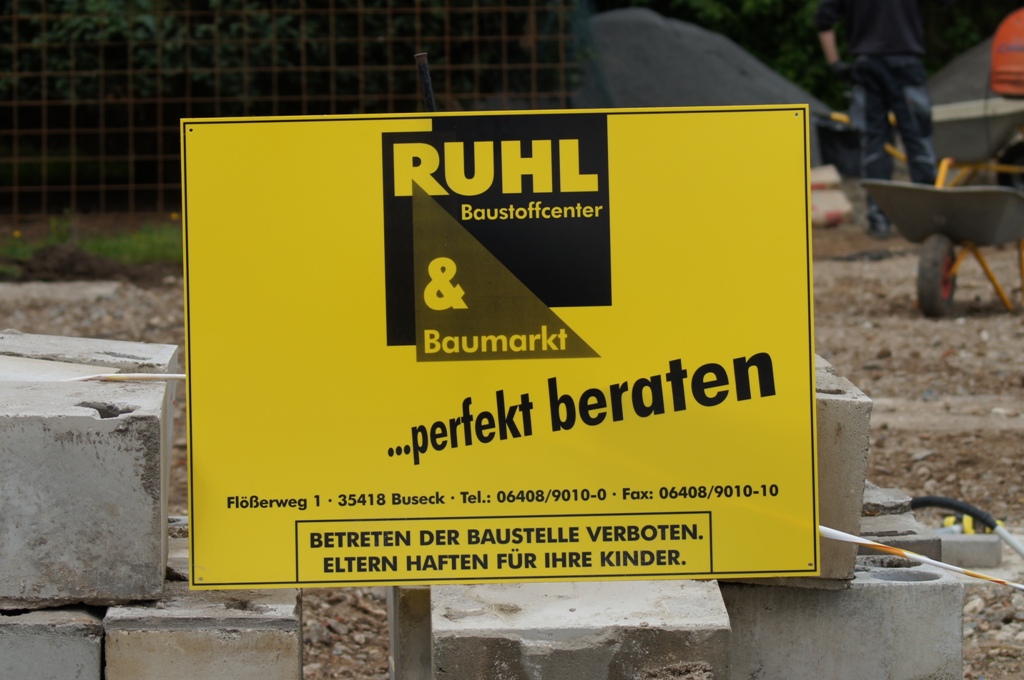 RUHL
Baustoffcenter
&
Baumarkt
...perfekt beraten
Flößerweg 1 · 35418 Buseck · Tel.: 06408/9010-0 · Fax: 06408/9010-10
BETRETEN DER BAUSTELLE VERBOTEN.
ELTERN HAFTEN FÜR IHRE KINDER.